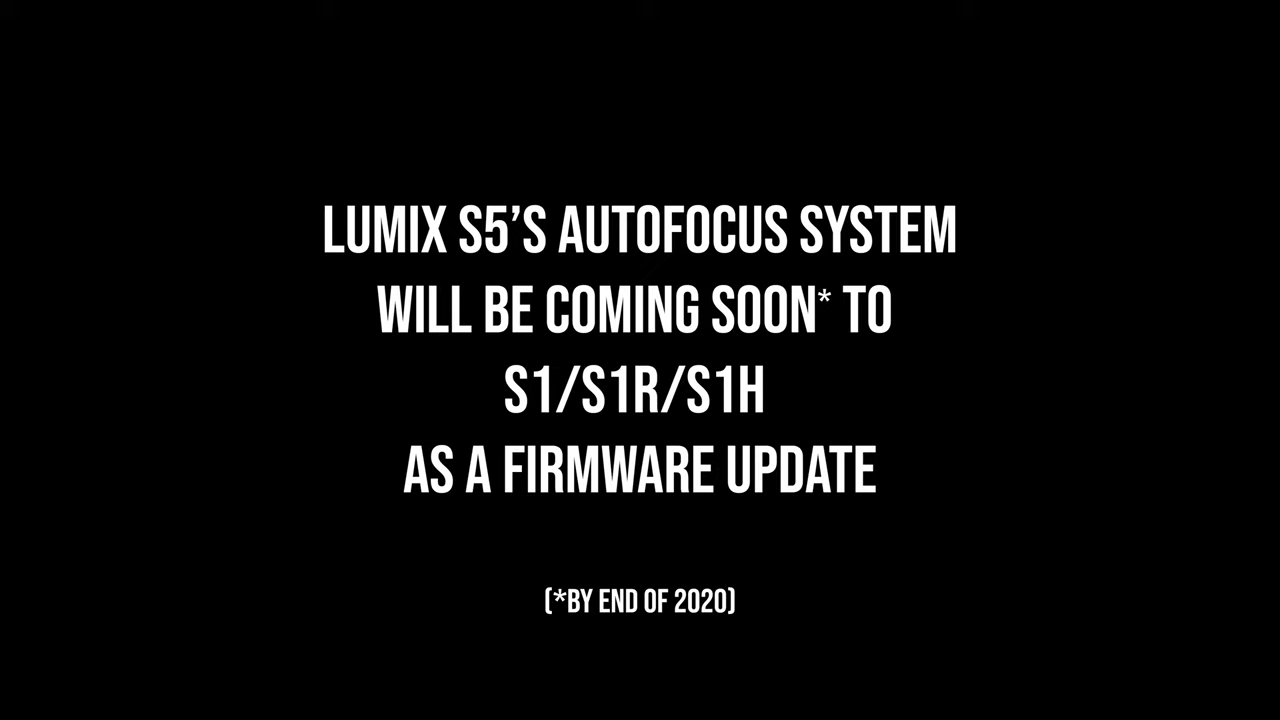 LUMIX S5’S AUTOFOCUS SYSTEM
WILL BE COMING SOON* TO
S1/S1R/S1H
AS A FIRMWARE UPDATE
(*BY END OF 2020)